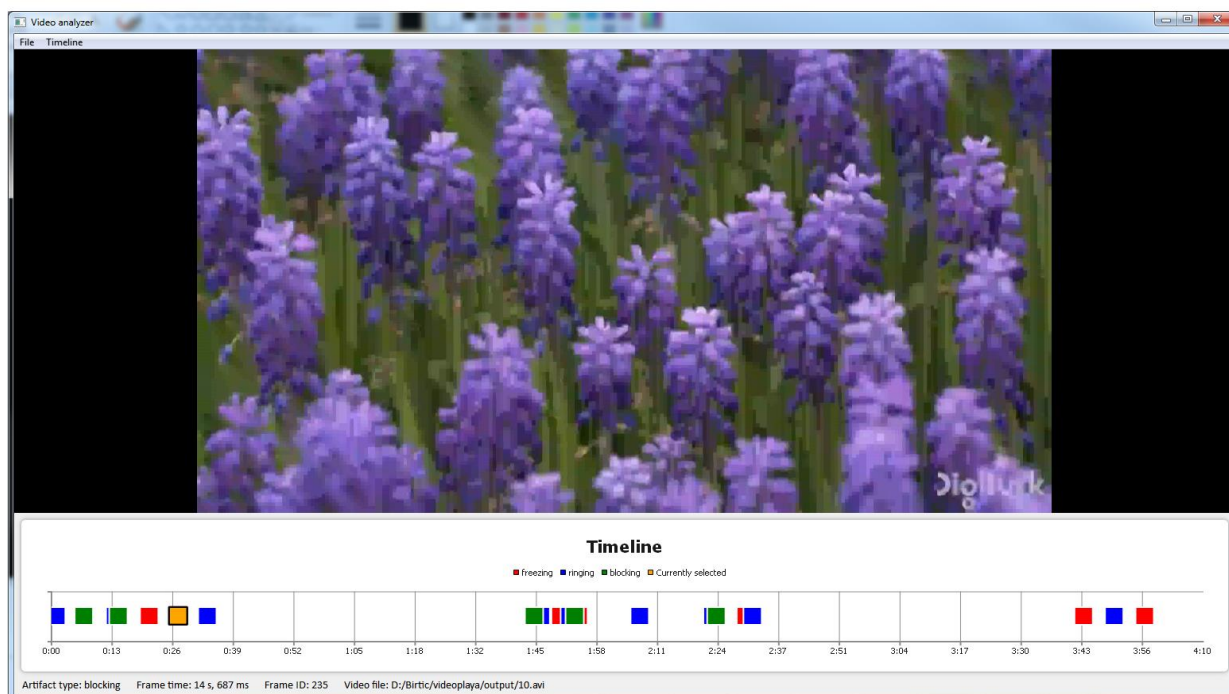 Video analyzer
File Timeline
Digiturk
Timeline
freezing ringing blocking Currently selected
0:00 0:13 0:26 0:39 0:52 1:05 1:18 1:32 1:45 1:58 2:11 2:24 2:37 2:51 3:04 3:17 3:30 3:43 3:56 4:10
Artifact type: blocking Frame time: 14 s, 687 ms Frame ID: 235 Video file: D:/Birtic/videoplaya/output/10.avi